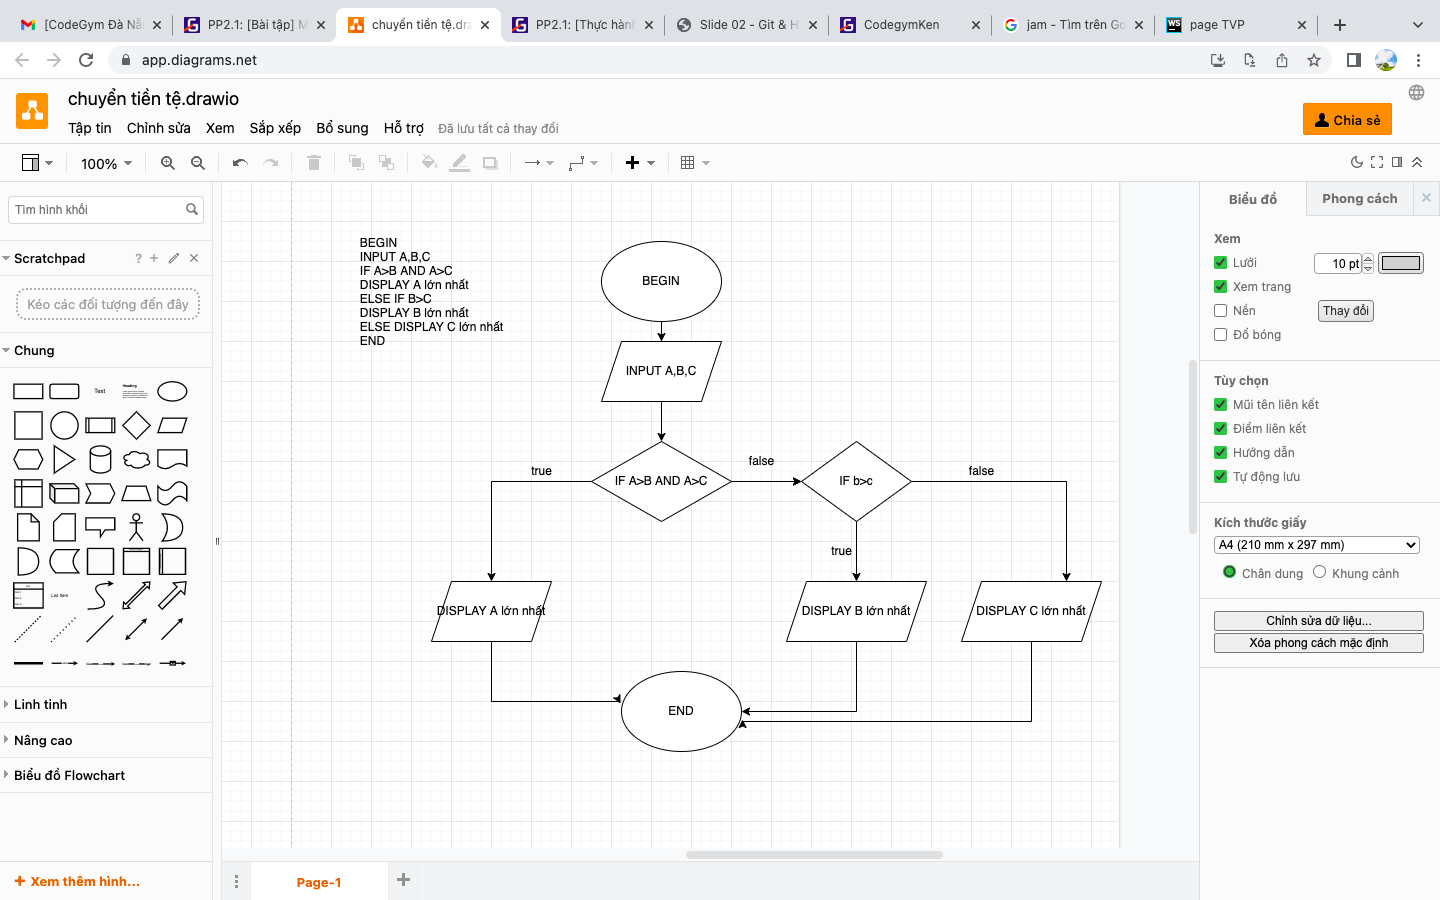 [CodeGym Đà Nẵ
PP2.1: [Bài tập] M
chuyển tiền tệ.draw
PP2.1: [Thực hành
Slide 02 - Git & H
CodegymKen
jam - Tìm trên Go
page TVP
app.diagrams.net
chuyển tiền tệ.drawio
Tập tin Chỉnh sửa Xem Sắp xếp Bổ sung Hỗ trợ Đã lưu tất cả thay đổi
Chia sẻ
100%
Tìm hình khối
Scratchpad
?
Kéo các đối tượng đến đây
Chung
Text
Heading
List Item
Linh tinh
Nâng cao
Biểu đồ Flowchart
Xem thêm hình...
BEGIN
INPUT A,B,C
IF A>B AND A>C
DISPLAY A lớn nhất
ELSE IF B>C
DISPLAY B lớn nhất
ELSE DISPLAY C lớn nhất
END
BEGIN
INPUT A,B,C
true
IF A>B AND A>C
false
IF b>c
false
true
DISPLAY A lớn nhất
DISPLAY B lớn nhất
DISPLAY C lớn nhất
END
Page-1
Biểu đồ
Phong cách
Xem
Lưới
10 pt
Xem trang
Nền
Thay đổi
Đổ bóng
Tùy chọn
Mũi tên liên kết
Điểm liên kết
Hướng dẫn
Tự động lưu
Kích thước giấy
A4 (210 mm x 297 mm)
Chân dung
Khung cảnh
Chỉnh sửa dữ liệu...
Xóa phong cách mặc định